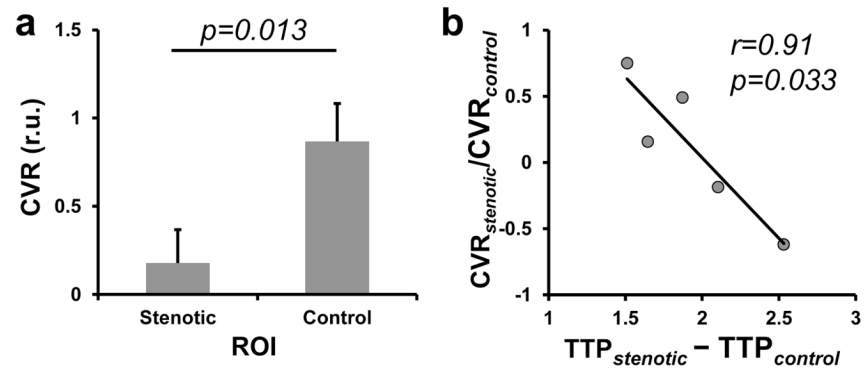 a
p=0.013
1.5
1
0.5
0
CVR (r.u.)
Stenotic
Control
ROI
b
r=0.91
p=0.033
1
0.5
0
-0.5
-1
CVRstenotic/CVRcontrol
1
1.5
2
2.5
3
TTPstenotic – TTPcontrol